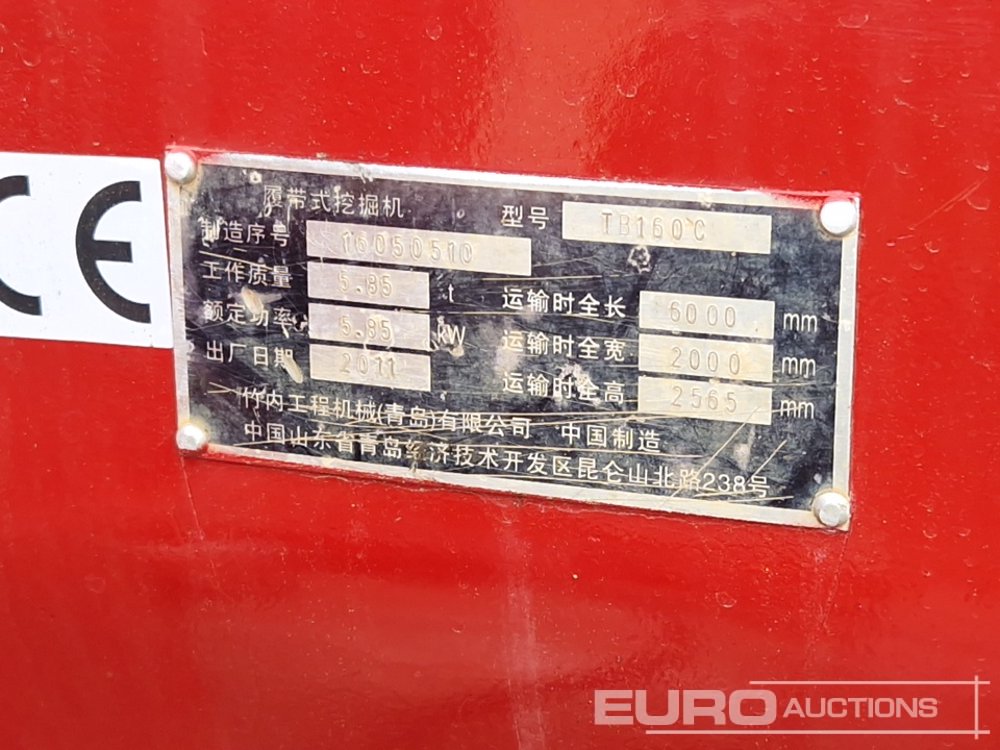 CE
履带式挖掘机 型号 TB160C
制造序号 16050510
工作质量 5.85 t 运输时全长 6000 mm
额定功率 5.85 kW 运输时全宽 2000 mm
出厂日期 2011 运输时全高 2565 mm
竹内工程机械(青岛)有限公司 中国制造
中国山东省青岛经济技术开发区昆仑山北路238号
EURO AUCTIONS